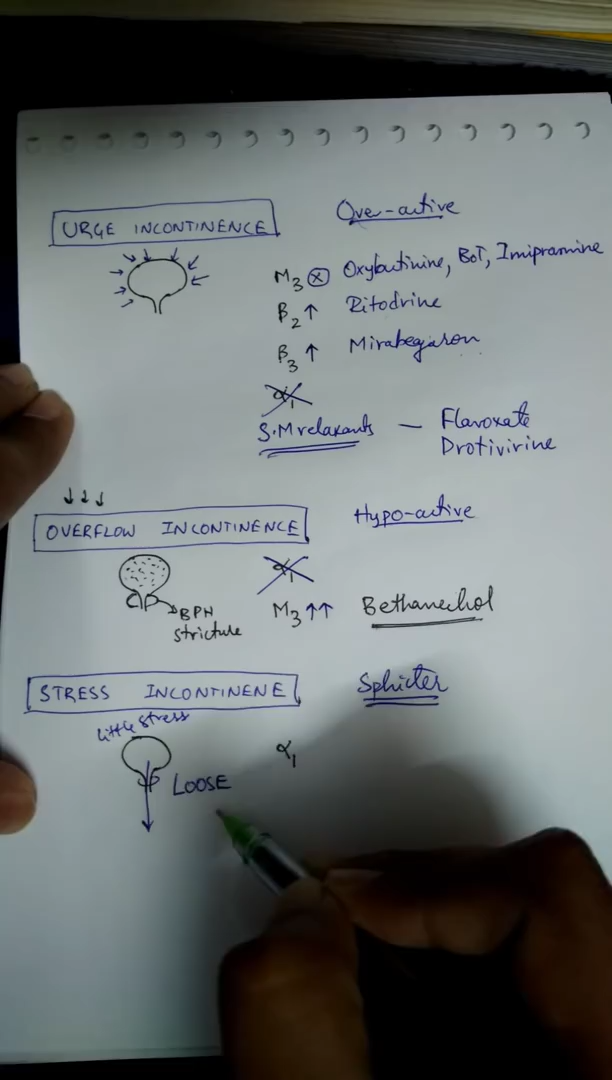 URGE INCONTINENCE
Over-active
M3 ⊗ Oxybutinine, BoT, Imipramine
β2 ↑ Ritodrine
β3 ↑ Mirabegaron
α1
S.M relaxants — Flavoxate
Drotivirine
↓ ↓ ↓
OVERFLOW INCONTINENCE
Hypo-active
α1
BPH
stricture
M3 ↑↑ Bethanechol
STRESS INCONTINENE
Sphicter
little stress
α1
LOOSE